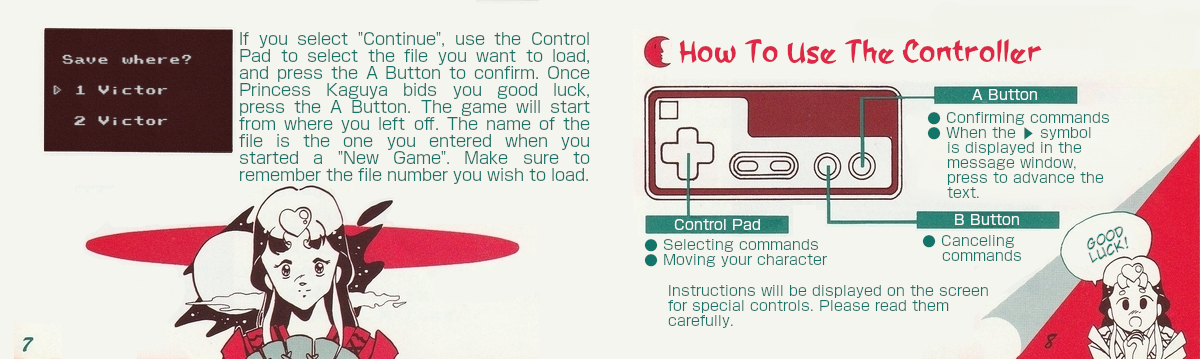 Save where?
▷ 1 Victor
2 Victor
If you select "Continue", use the Control
Pad to select the file you want to load,
and press the A Button to confirm. Once
Princess Kaguya bids you good luck,
press the A Button. The game will start
from where you left off. The name of the
file is the one you entered when you
started a "New Game". Make sure to
remember the file number you wish to load.
7
How To Use The Controller
A Button
● Confirming commands
● When the ▶ symbol
is displayed in the
message window,
press to advance the
text.
Control Pad
● Selecting commands
● Moving your character
B Button
● Canceling
commands
Instructions will be displayed on the screen
for special controls. Please read them
carefully.
GOOD
LUCK!
8